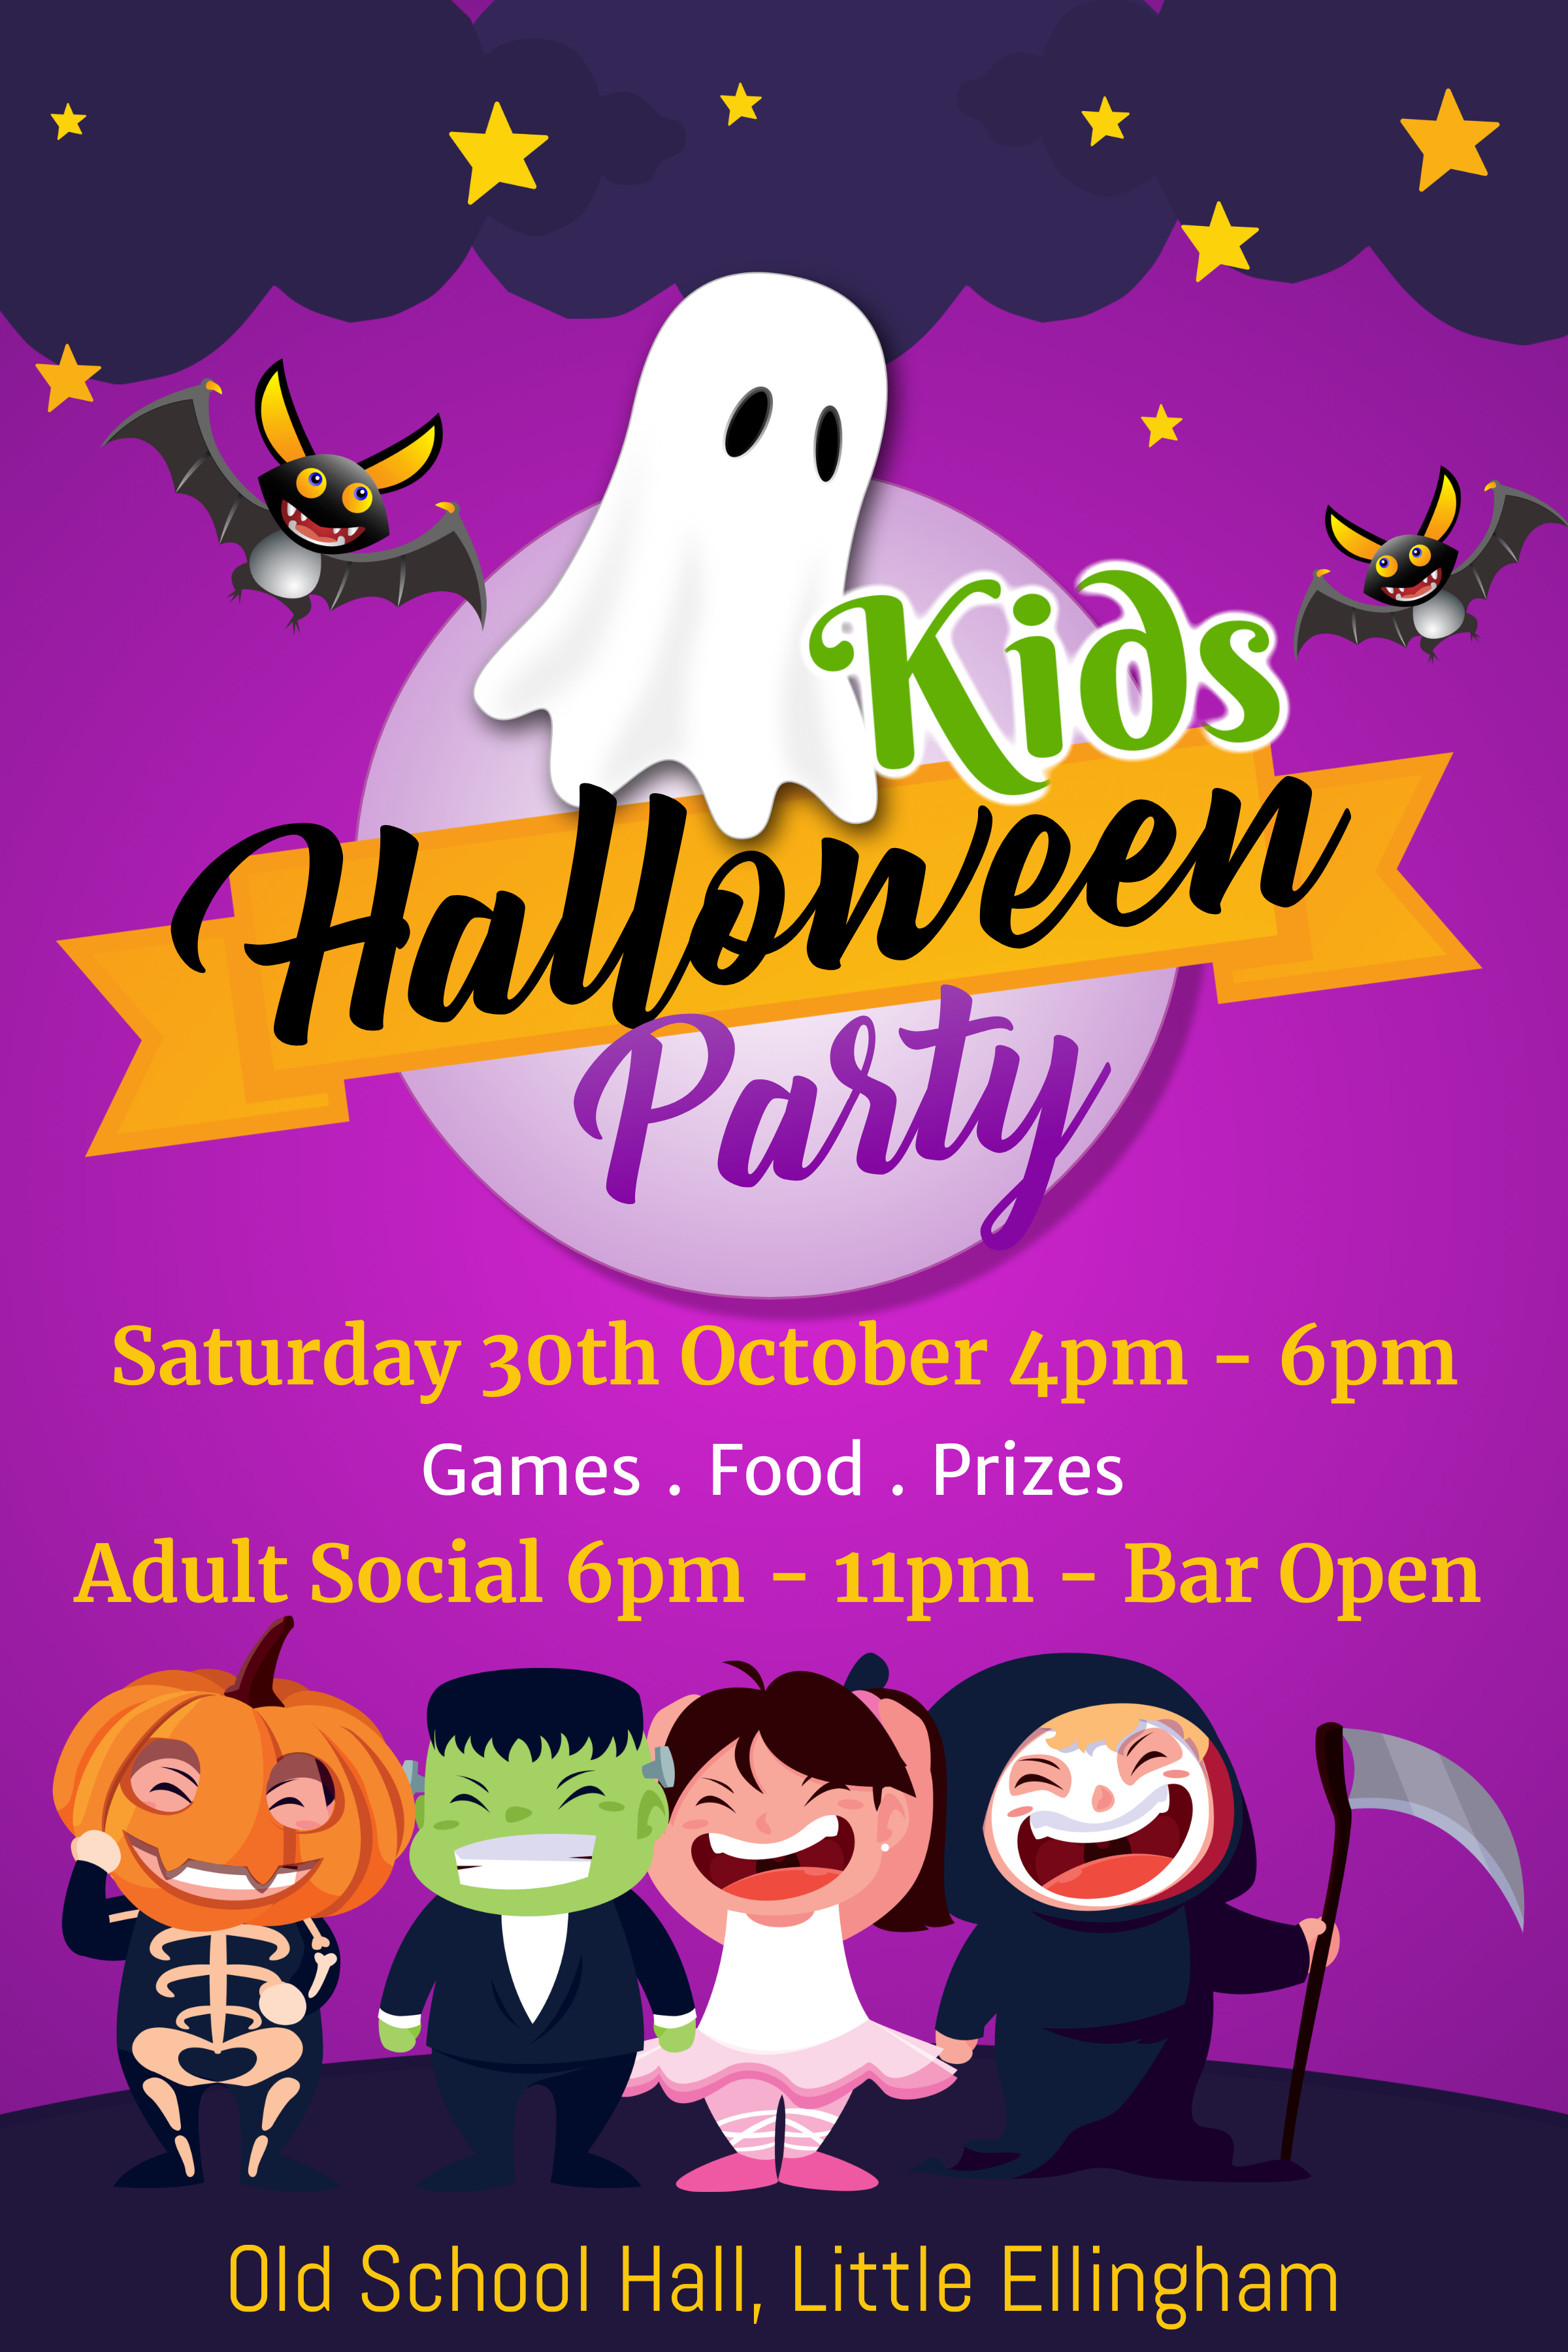 Kids
Halloween
Party
Saturday 30th October 4pm – 6pm
Games . Food . Prizes
Adult Social 6pm – 11pm – Bar Open
Old School Hall, Little Ellingham